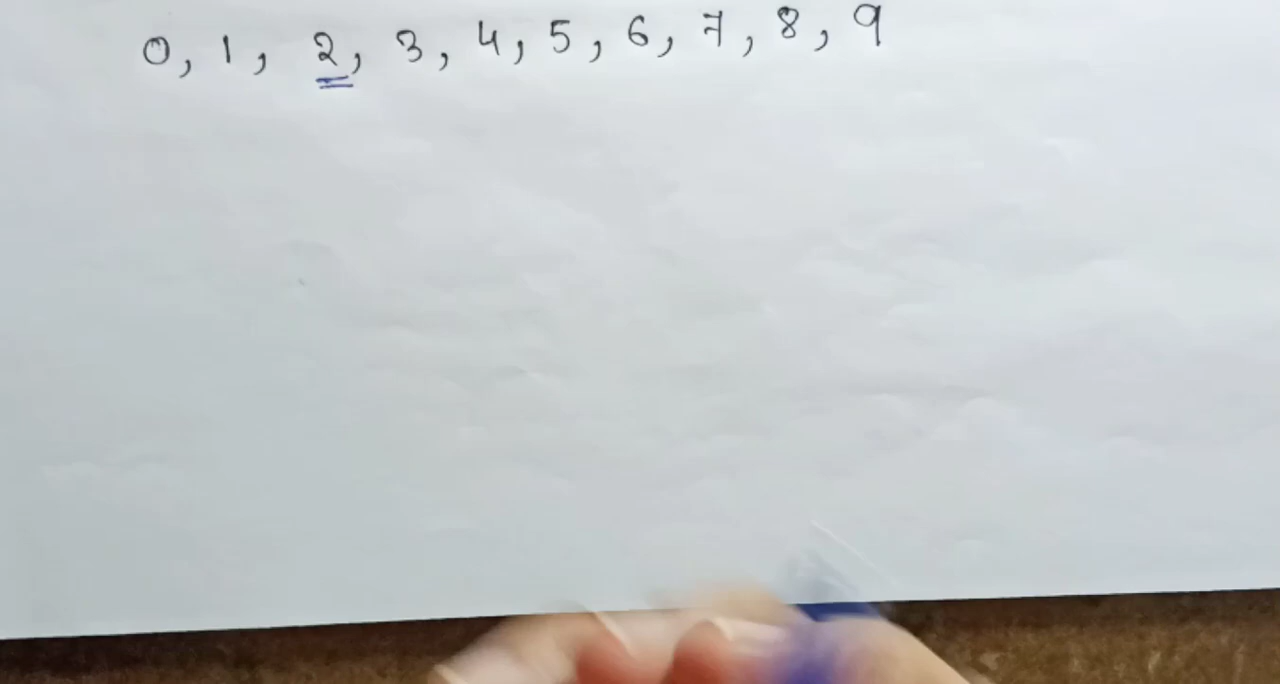 0, 1, 2, 3, 4, 5, 6, 7, 8, 9